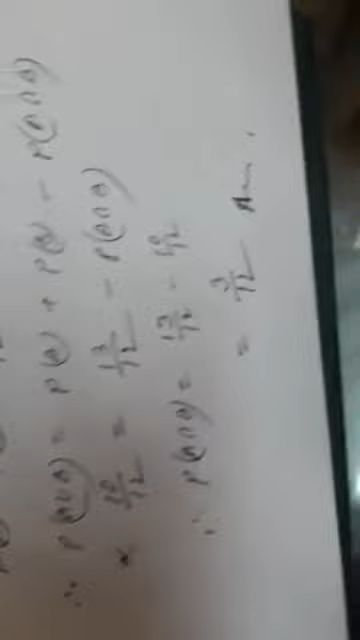 ∴ P(A∪B) = P(A) + P(B) - P(A∩B)
* 10/12 = 13/12 - P(A∩B)
∴ P(A∩B) = 13/12 - 10/12
= 3/12 Ans.